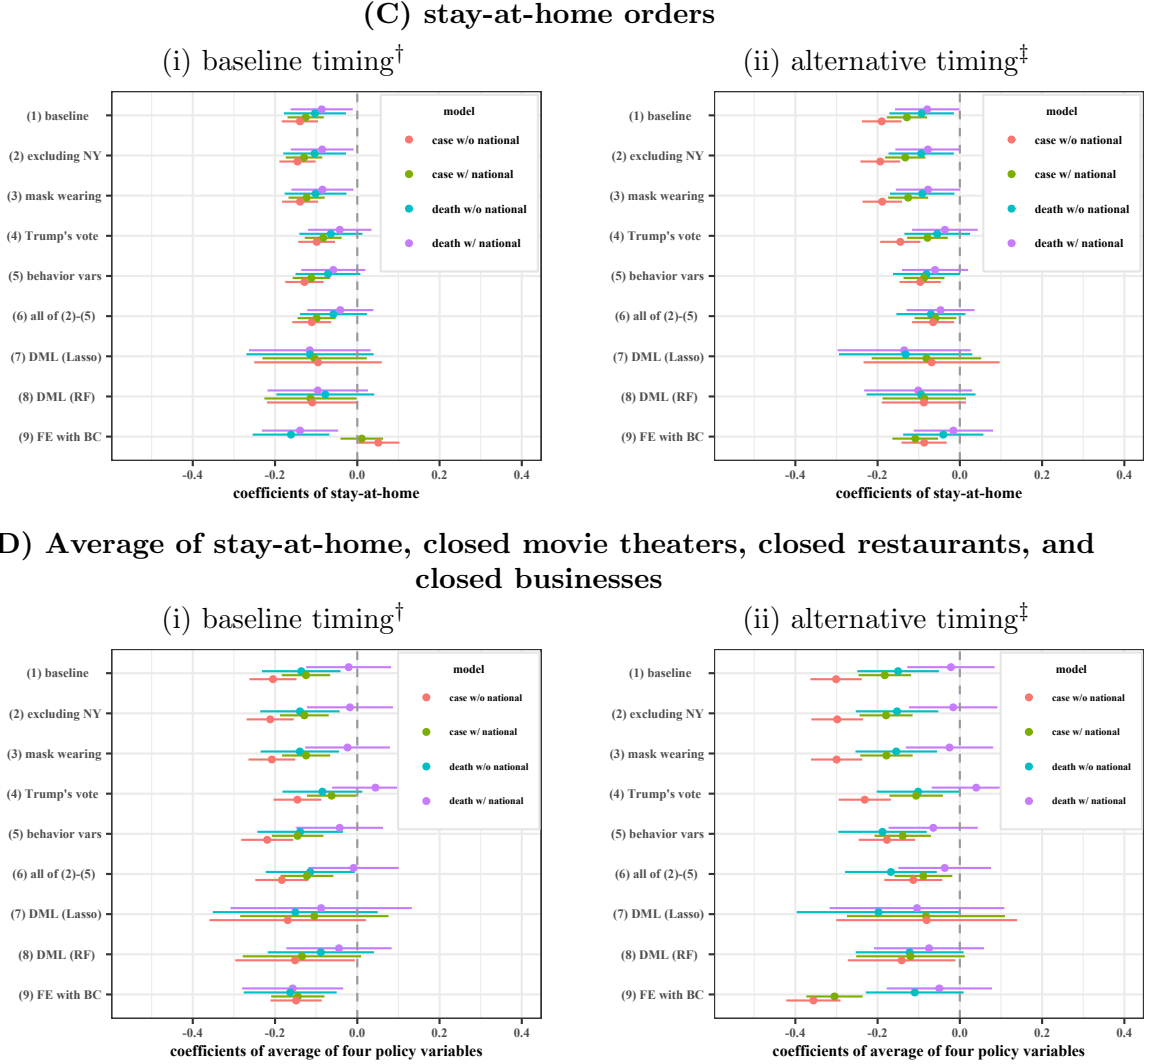 (C) stay-at-home orders
(i) baseline timing†
(ii) alternative timing‡
(1) baseline
(2) excluding NY
(3) mask wearing
(4) Trump's vote
(5) behavior vars
(6) all of (2)-(5)
(7) DML (Lasso)
(8) DML (RF)
(9) FE with BC
model
case w/o national
case w/ national
death w/o national
death w/ national
-0.4 -0.2 0.0 0.2 0.4
coefficients of stay-at-home
(1) baseline
(2) excluding NY
(3) mask wearing
(4) Trump's vote
(5) behavior vars
(6) all of (2)-(5)
(7) DML (Lasso)
(8) DML (RF)
(9) FE with BC
model
case w/o national
case w/ national
death w/o national
death w/ national
-0.4 -0.2 0.0 0.2 0.4
coefficients of stay-at-home
D) Average of stay-at-home, closed movie theaters, closed restaurants, and
closed businesses
(i) baseline timing†
(ii) alternative timing‡
(1) baseline
(2) excluding NY
(3) mask wearing
(4) Trump's vote
(5) behavior vars
(6) all of (2)-(5)
(7) DML (Lasso)
(8) DML (RF)
(9) FE with BC
model
case w/o national
case w/ national
death w/o national
death w/ national
-0.4 -0.2 0.0 0.2 0.4
coefficients of average of four policy variables
(1) baseline
(2) excluding NY
(3) mask wearing
(4) Trump's vote
(5) behavior vars
(6) all of (2)-(5)
(7) DML (Lasso)
(8) DML (RF)
(9) FE with BC
model
case w/o national
case w/ national
death w/o national
death w/ national
-0.4 -0.2 0.0 0.2 0.4
coefficients of average of four policy variables